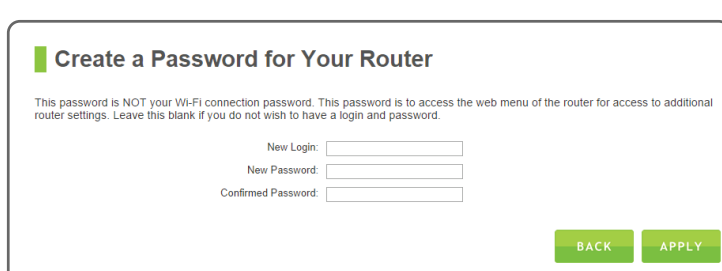 Create a Password for Your Router
This password is NOT your Wi-Fi connection password. This password is to access the web menu of the router for access to additional
router settings. Leave this blank if you do not wish to have a login and password.
New Login:
New Password:
Confirmed Password:
BACK APPLY